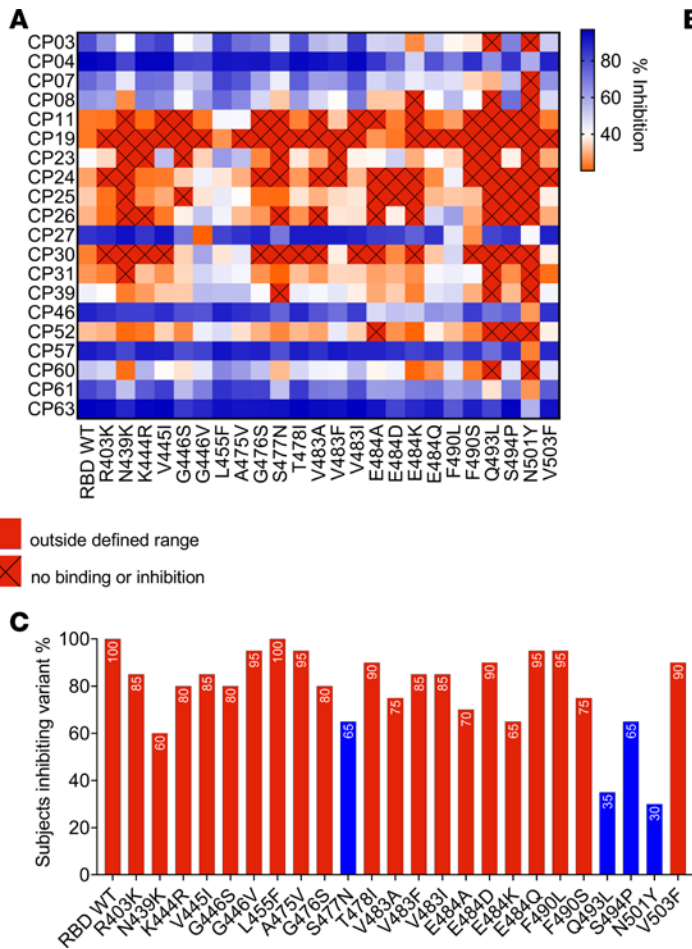 A
E
CP03
CP04
CP07
CP08
CP11
CP19
CP23
CP24
CP25
CP26
CP27
CP30
CP31
CP39
CP46
CP52
CP57
CP60
CP61
CP63
80
60
40
% Inhibition
RBD WT
R403K
N439K
K444R
V445I
G446S
G446V
L455F
A475V
G476S
S477N
T478I
V483A
V483F
V483I
E484A
E484D
E484K
E484Q
F490L
F490S
Q493L
S494P
N501Y
V503F
outside defined range
no binding or inhibition
C
Subjects inhibiting variant %
100
80
60
40
20
0
100
85
60
80
85
80
95
100
95
80
65
90
75
85
85
70
90
65
95
95
75
35
65
30
90
RBD WT
R403K
N439K
K444R
V445I
G446S
G446V
L455F
A475V
G476S
S477N
T478I
V483A
V483F
V483I
E484A
E484D
E484K
E484Q
F490L
F490S
Q493L
S494P
N501Y
V503F